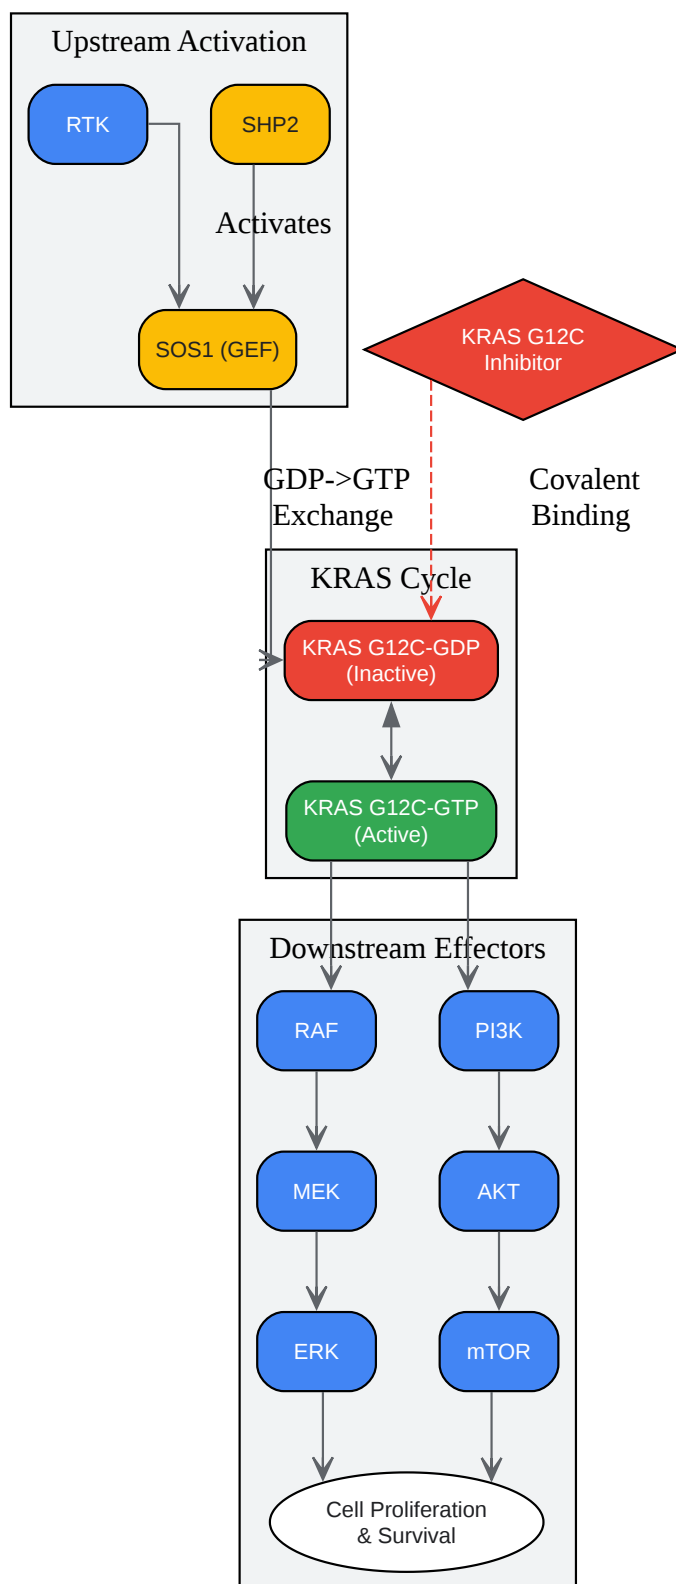 Upstream Activation
RTK
SHP2
Activates
SOS1 (GEF)
KRAS G12C
Inhibitor
GDP->GTP
Exchange
Covalent
Binding
KRAS Cycle
KRAS G12C-GDP
(Inactive)
KRAS G12C-GTP
(Active)
Downstream Effectors
RAF
PI3K
MEK
AKT
ERK
mTOR
Cell Proliferation
& Survival